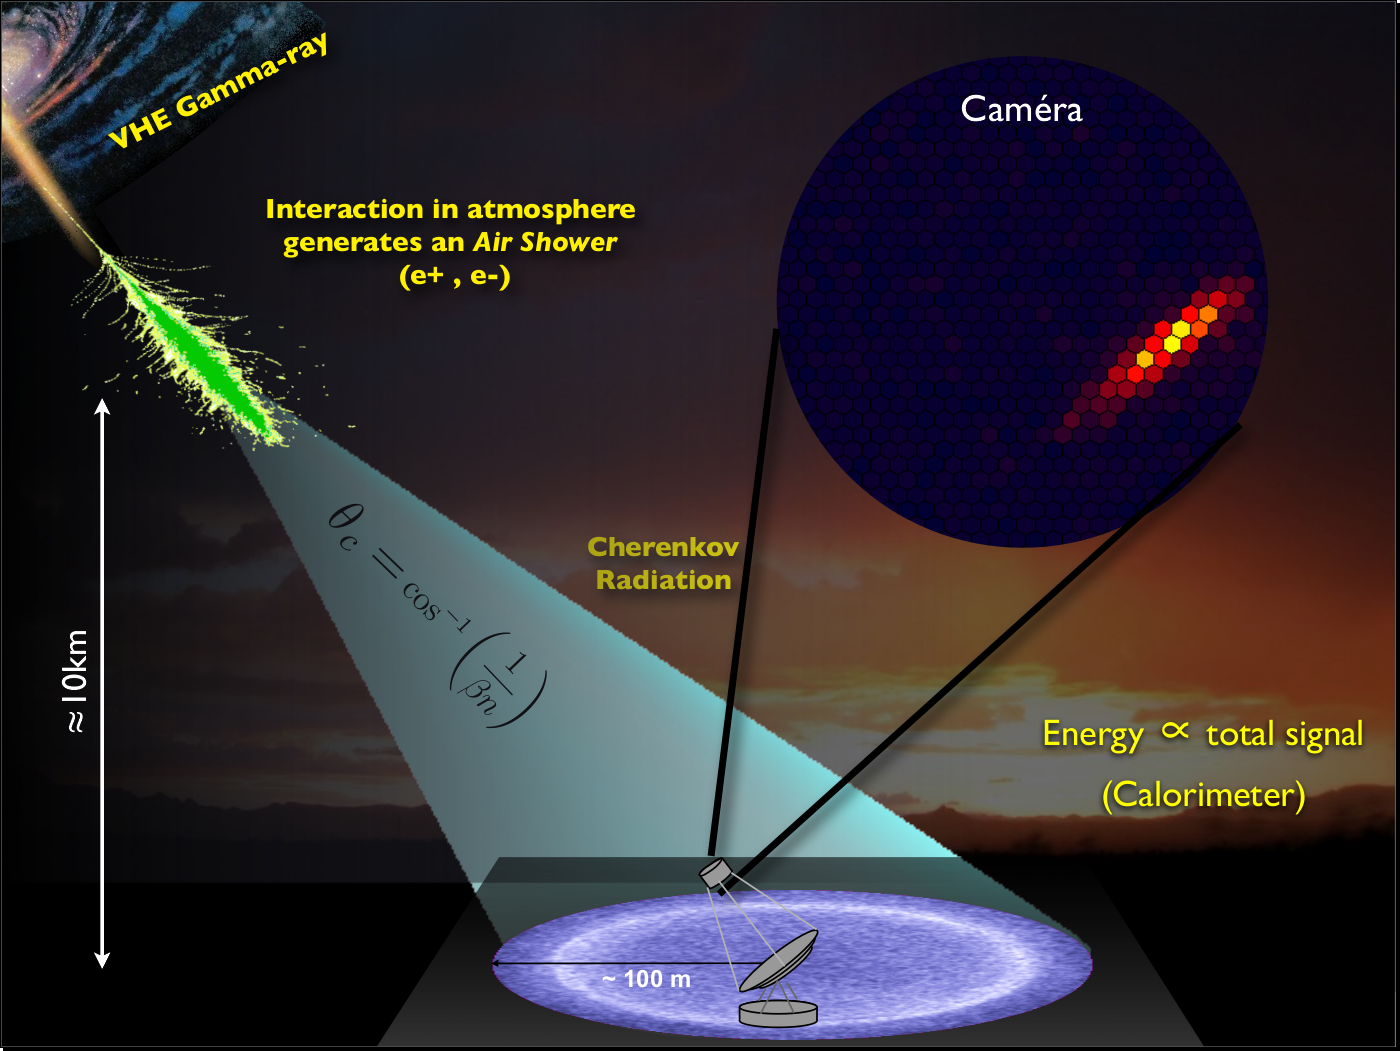 VHE Gamma-ray
Caméra
Interaction in atmosphere
generates an Air Shower
(e+ , e-)
θc = cos⁻¹(1/βn)
Cherenkov
Radiation
≈ 10km
Energy ∝ total signal
(Calorimeter)
~ 100 m